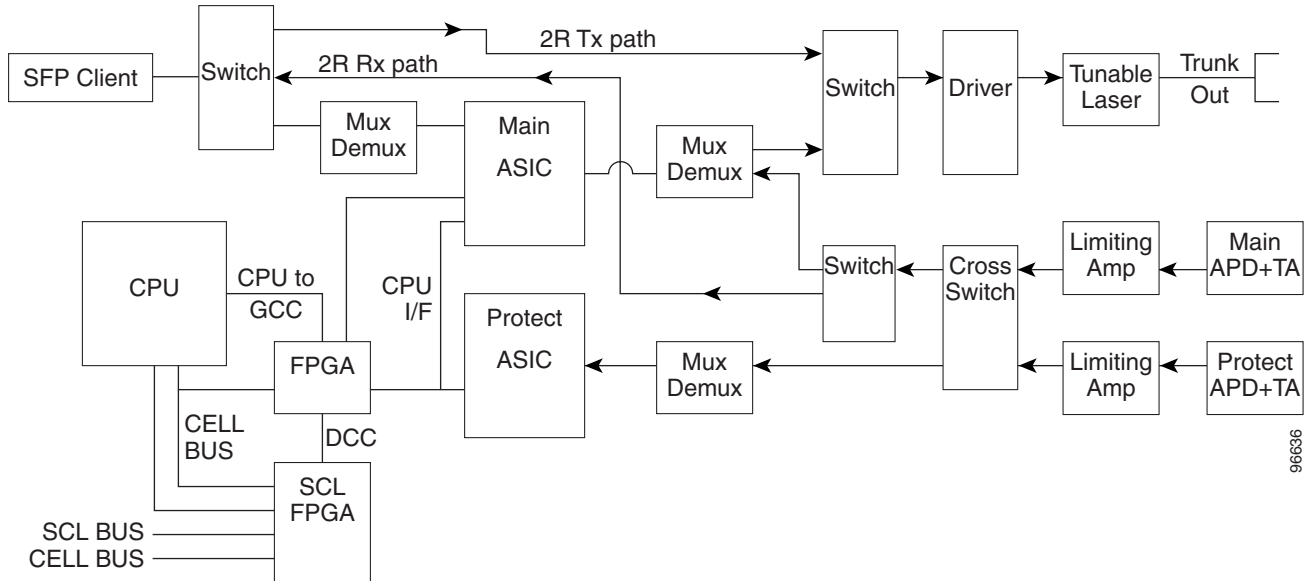 2R Tx path
SFP Client
Switch
2R Rx path
Mux
Demux
Main
ASIC
Mux
Demux
Switch
Driver
Tunable
Laser
Trunk
Out
CPU
CPU to
GCC
CPU
I/F
FPGA
Protect
ASIC
Mux
Demux
Switch
Cross
Switch
Limiting
Amp
Main
APD+TA
Limiting
Amp
Protect
APD+TA
CELL
BUS
DCC
SCL
FPGA
SCL BUS
CELL BUS
96636